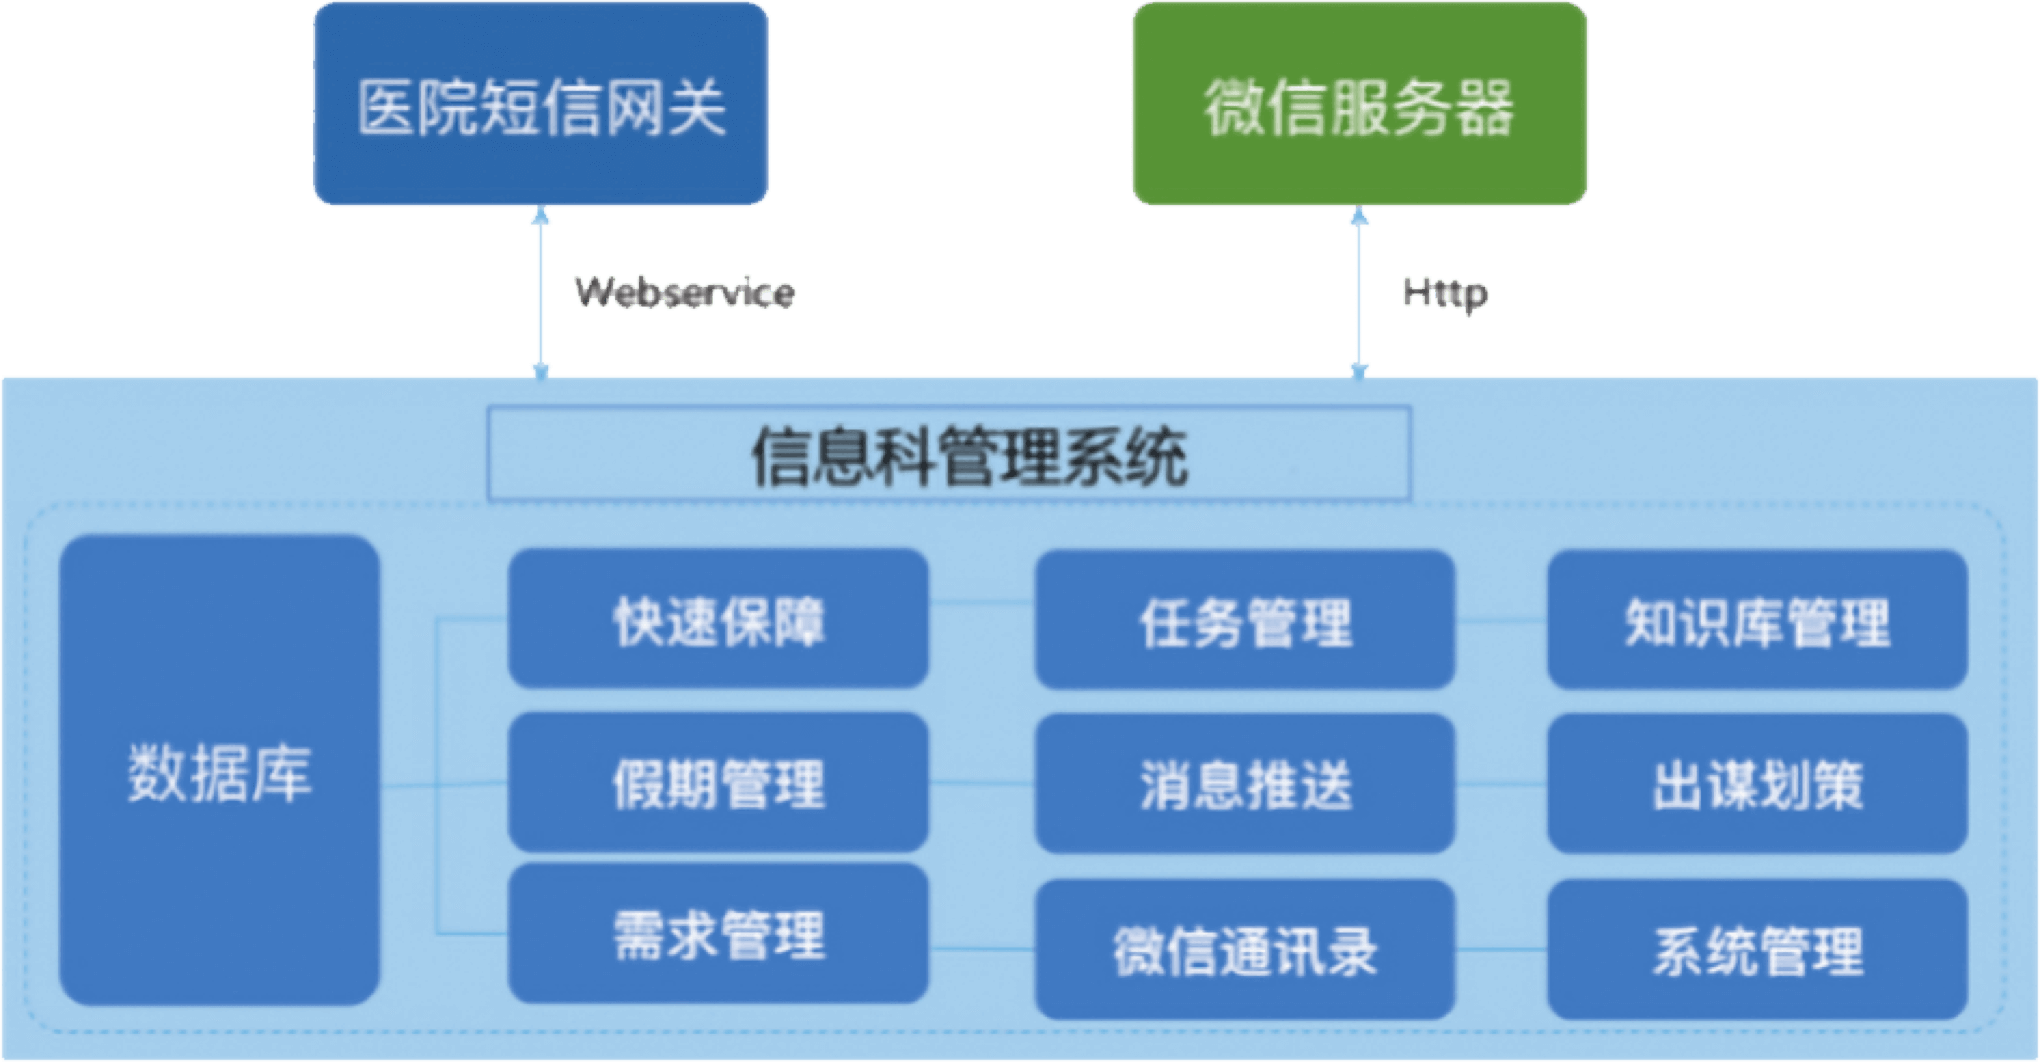 医院短信网关
微信服务器
Webservice
Http
信息科管理系统
数据库
快速保障
任务管理
知识库管理
假期管理
消息推送
出谋划策
需求管理
微信通讯录
系统管理